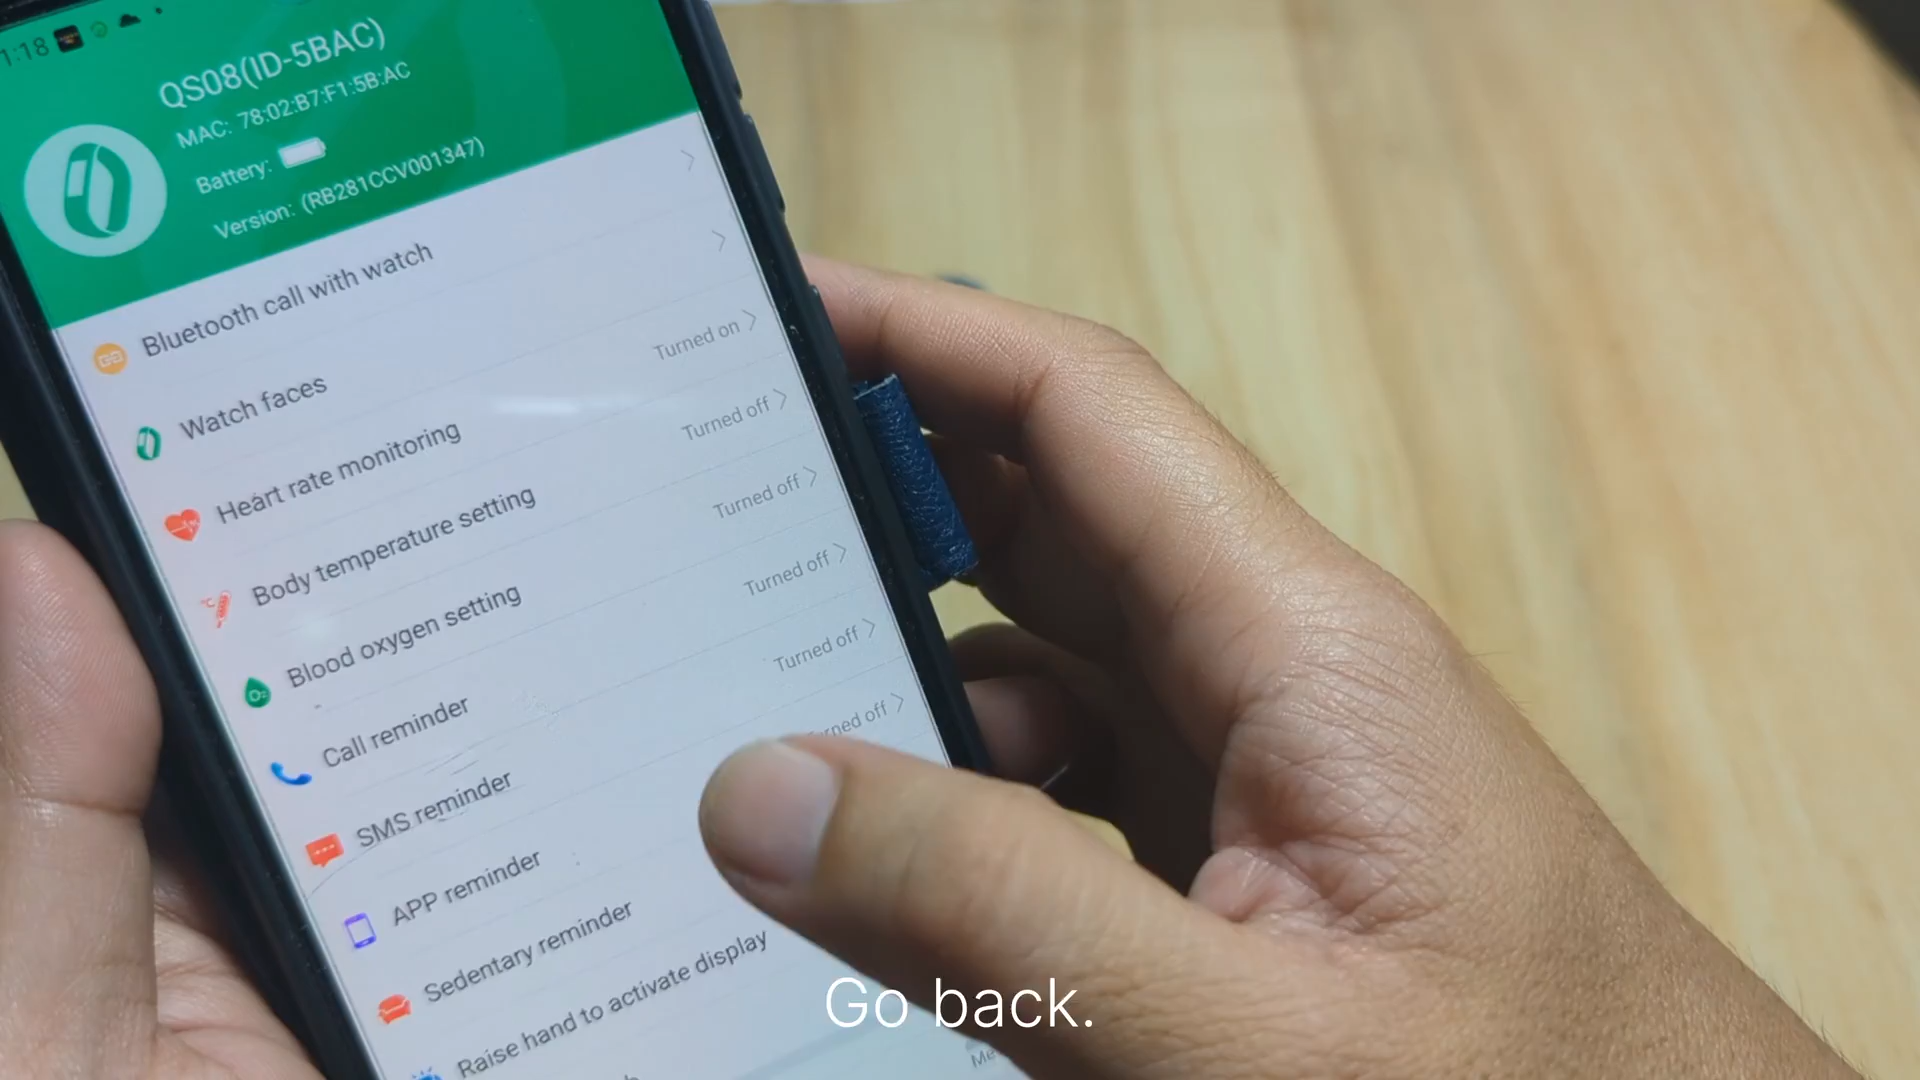 1:18
QS08(ID-5BAC)
MAC: 78:02:B7:F1:5B:AC
Battery:
Version: (RB281CCV001347)
Bluetooth call with watch
Watch faces
Heart rate monitoring Turned on
Body temperature setting Turned off
Blood oxygen setting Turned off
Call reminder Turned off
SMS reminder Turned off
APP reminder Turned off
Sedentary reminder
Raise hand to activate display
Go back.